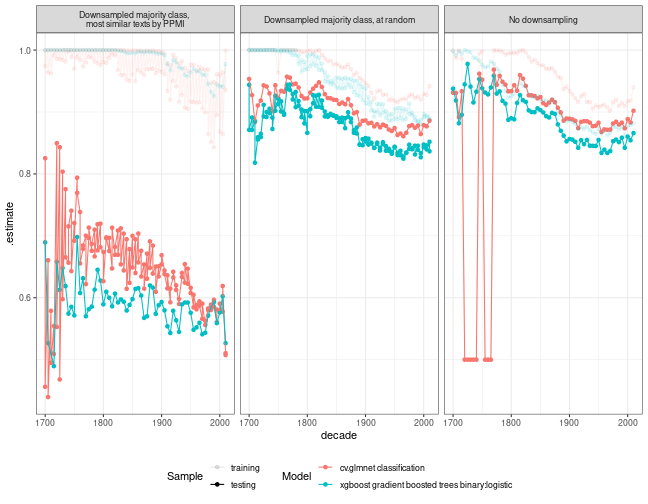 Downsampled majority class,
most similar texts by PPMI
Downsampled majority class, at random
No downsampling
1.0
0.8
0.6
.estimate
1700
1800
1900
2000
1700
1800
1900
2000
1700
1800
1900
2000
decade
Sample
training
testing
Model
cv.glmnet classification
xgboost gradient boosted trees binary:logistic